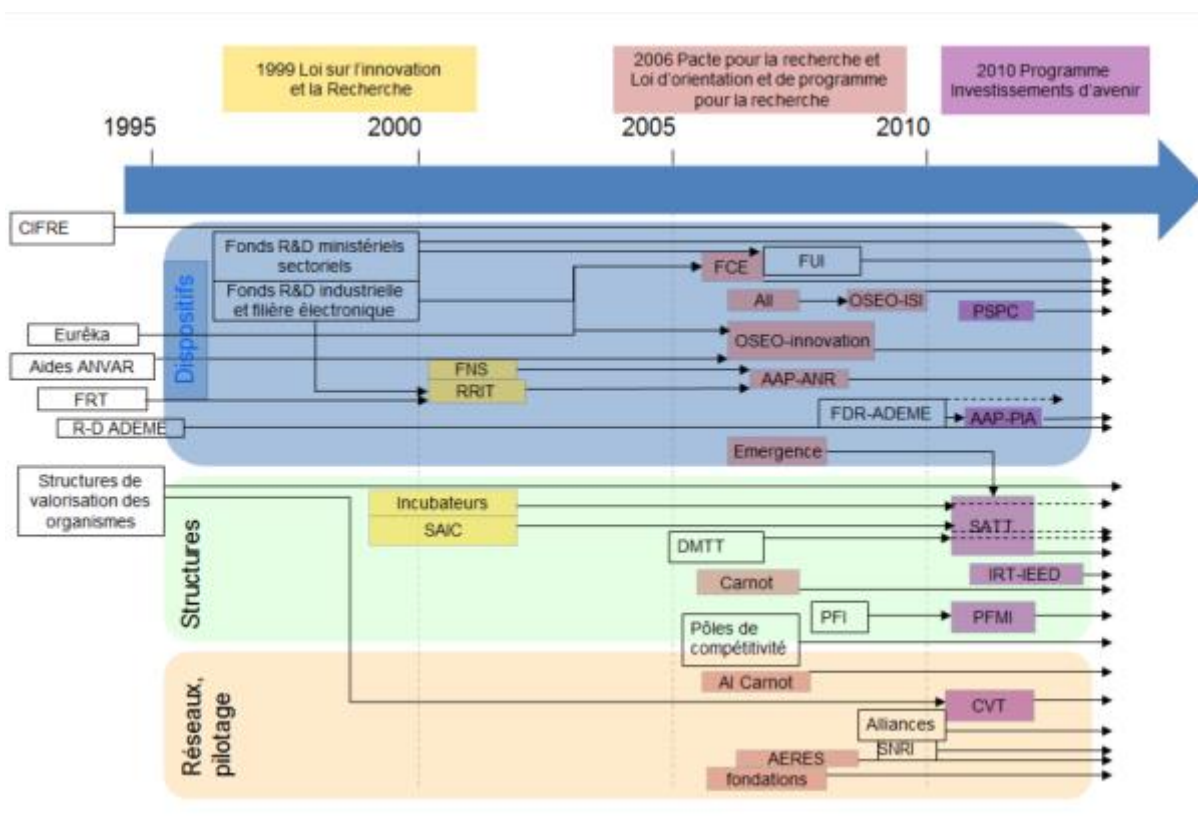 1999 Loi sur l'innovation
et la Recherche
2006 Pacte pour la recherche et
Loi d'orientation et de programme
pour la recherche
2010 Programme
Investissements d'avenir
1995
2000
2005
2010
CIFRE
Dispositifs
Fonds R&D ministériels
sectoriels
Fonds R&D industrielle
et filière électronique
FCE
FUI
AII
OSEO-ISI
PSPC
Eurêka
OSEO-innovation
Aides ANVAR
FNS
RRIT
AAP-ANR
FRT
FDR-ADEME
AAP-PIA
R-D ADEME
Emergence
Structures de
valorisation des
organismes
Structures
Incubateurs
SAIC
SATT
DMTT
IRT-IEED
Carnot
PFI
PFMI
Pôles de
compétitivité
Réseaux,
pilotage
AI Carnot
CVT
Alliances
SNRI
AERES
fondations